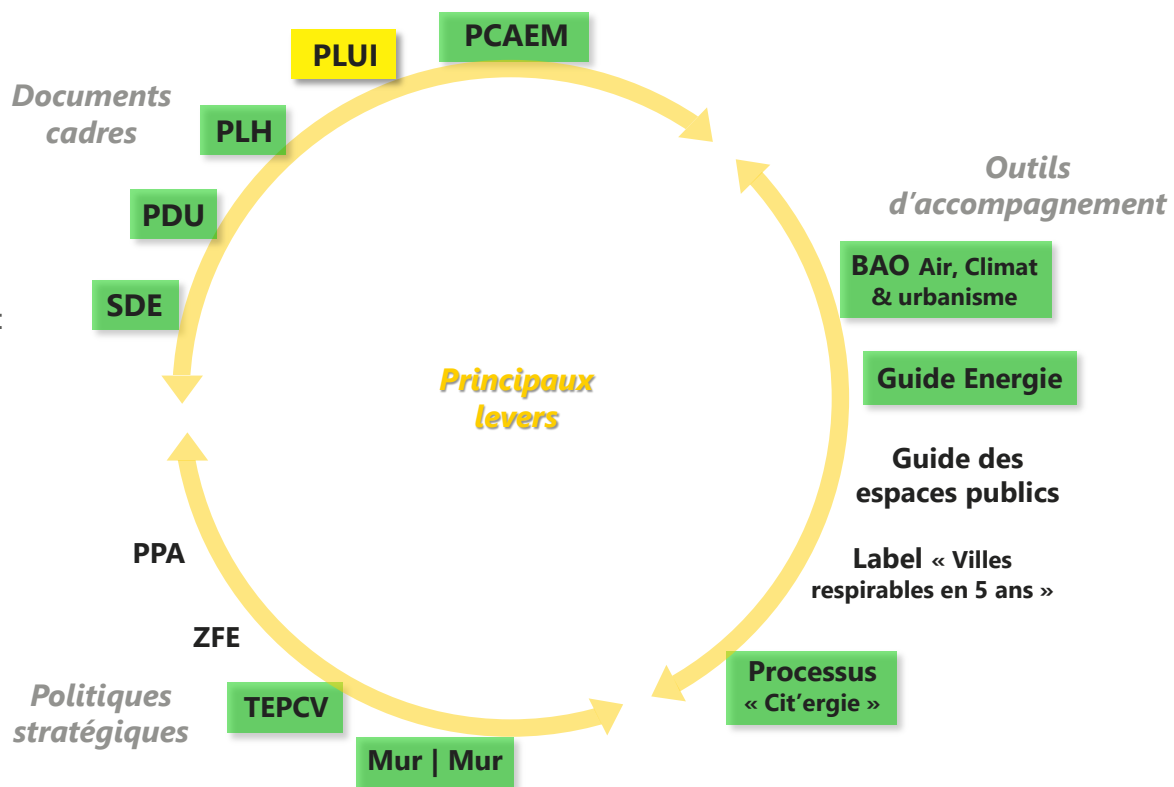 PCAEM
PLUI
Documents
cadres
PLH
PDU
SDE
:
Outils
d'accompagnement
BAO Air, Climat
& urbanisme
Guide Energie
Guide des
espaces publics
Label « Villes
respirables en 5 ans »
Processus
« Cit'ergie »
Principaux
levers
PPA
ZFE
Politiques
stratégiques
TEPCV
Mur | Mur